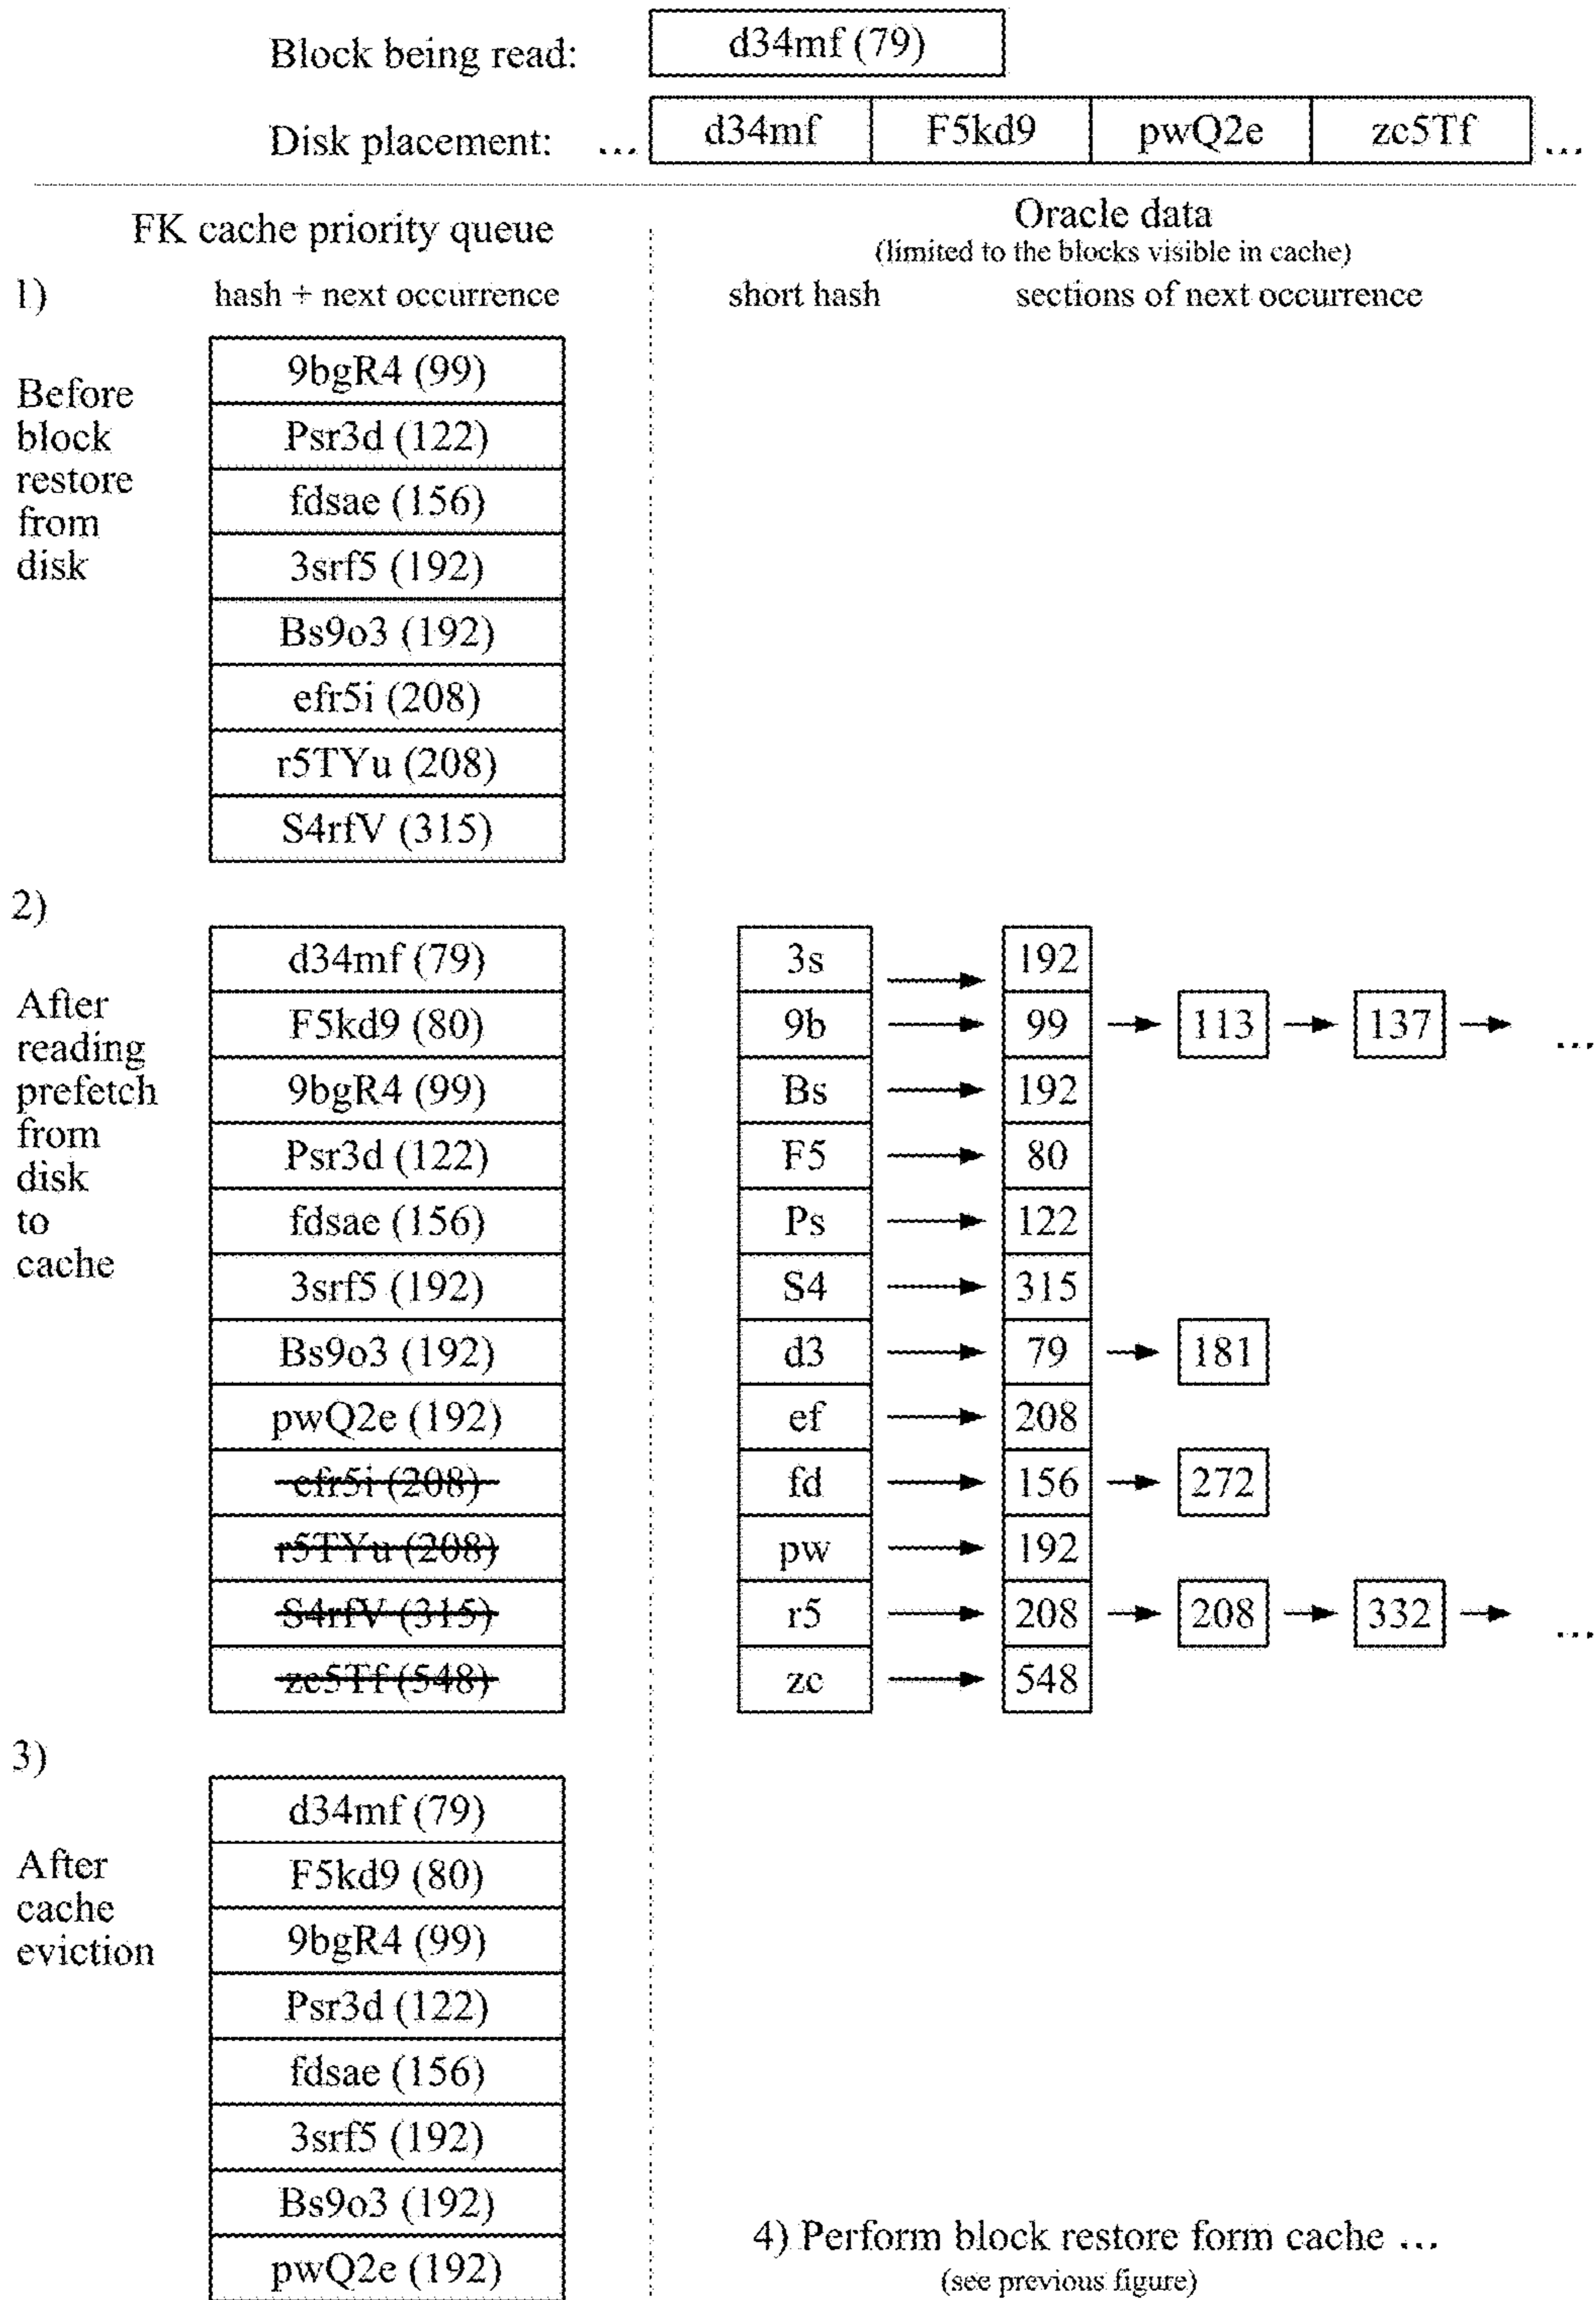 Block being read: d34mf (79)
Disk placement: ... d34mf F5kd9 pwQ2e zc5Tf ...
FK cache priority queue
Oracle data
(limited to the blocks visible in cache)
1) hash + next occurrence
short hash sections of next occurrence
Before
block
restore
from
disk
9bgR4 (99)
Psr3d (122)
fdsae (156)
3srf5 (192)
Bs9o3 (192)
efr5i (208)
r5TYu (208)
S4rfV (315)
2)
After
reading
prefetch
from
disk
to
cache
d34mf (79)
F5kd9 (80)
9bgR4 (99)
Psr3d (122)
fdsae (156)
3srf5 (192)
Bs9o3 (192)
pwQ2e (192)
efr5i (208)
r5TYu (208)
S4rfV (315)
zc5Tf (548)
3s 192
9b 99 113 137 ...
Bs 192
F5 80
Ps 122
S4 315
d3 79 181
ef 208
fd 156 272
pw 192
r5 208 208 332 ...
zc 548
3)
After
cache
eviction
d34mf (79)
F5kd9 (80)
9bgR4 (99)
Psr3d (122)
fdsae (156)
3srf5 (192)
Bs9o3 (192)
pwQ2e (192)
4) Perform block restore form cache ...
(see previous figure)